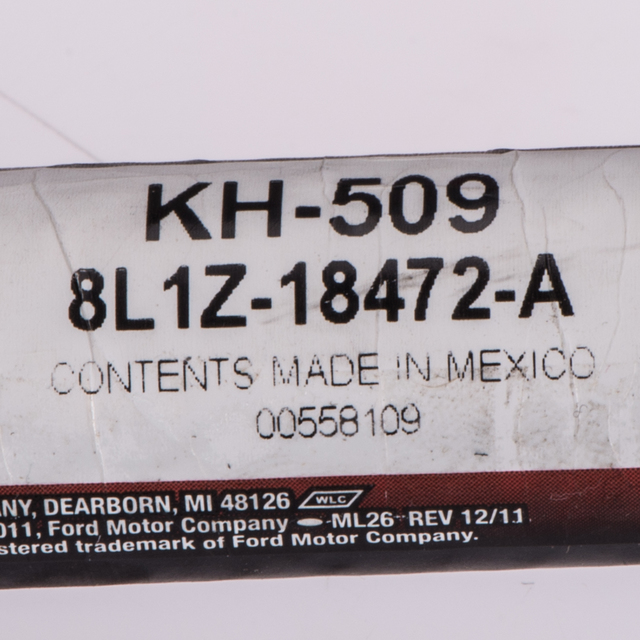 KH-509
8L1Z-18472-A
CONTENTS MADE IN MEXICO
00558109
NY, DEARBORN, MI 48126 WLC
011, Ford Motor Company ML26 REV 12/11
stered trademark of Ford Motor Company.